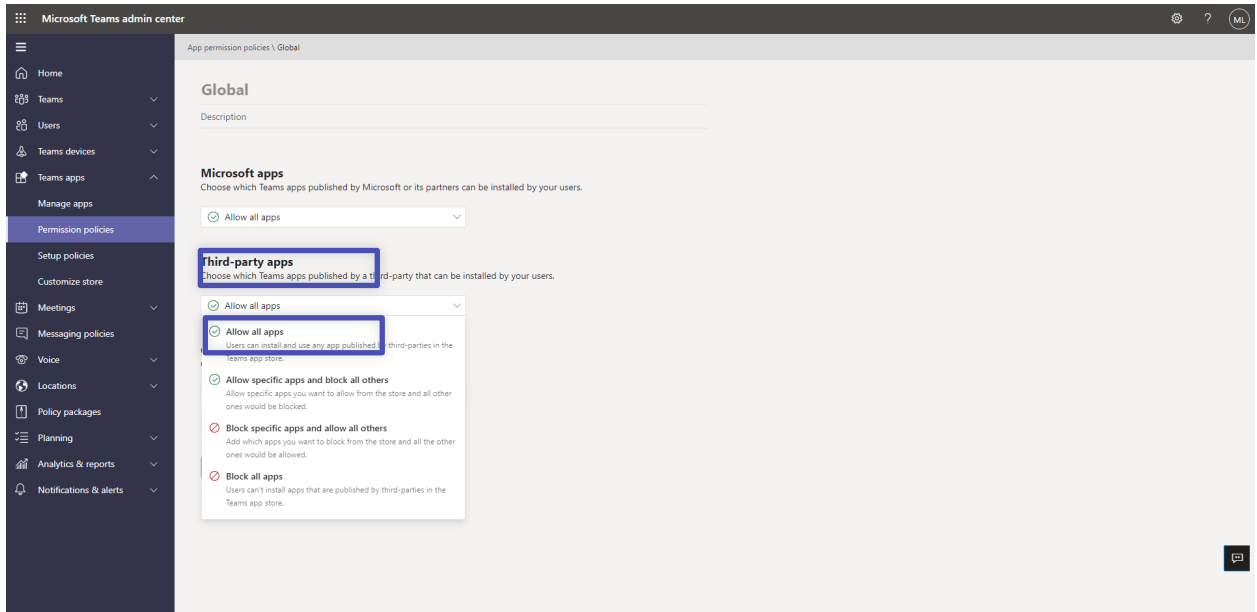 Microsoft Teams admin center
?
ML
App permission policies \ Global
Home
Teams
Users
Teams devices
Teams apps
Manage apps
Permission policies
Setup policies
Customize store
Meetings
Messaging policies
Voice
Locations
Policy packages
Planning
Analytics & reports
Notifications & alerts
Global
Description
Microsoft apps
Choose which Teams apps published by Microsoft or its partners can be installed by your users.
Allow all apps
Third-party apps
Choose which Teams apps published by a third-party that can be installed by your users.
Allow all apps
Allow all apps
Users can install and use any app published by third-parties in the
Teams app store.
Allow specific apps and block all others
Allow specific apps you want to allow from the store and all other
ones would be blocked.
Block specific apps and allow all others
Add which apps you want to block from the store and all the other
ones would be allowed.
Block all apps
Users can't install apps that are published by third-parties in the
Teams app store.